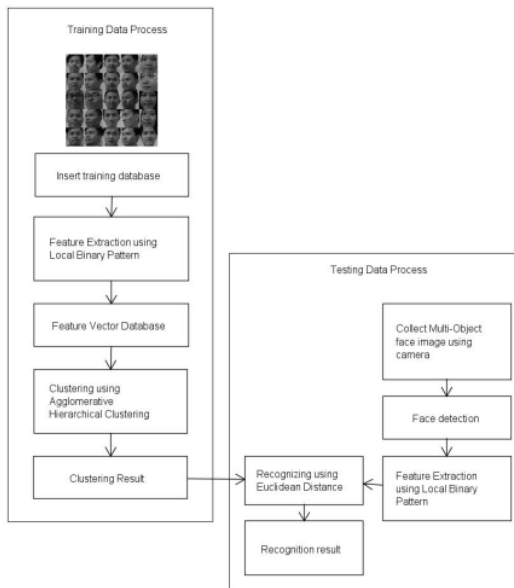 Training Data Process
Insert training database
Feature Extraction using
Local Binary Pattern
Feature Vector Database
Clustering using
Agglomerative
Hierarchical Clustering
Clustering Result
Testing Data Process
Collect Multi-Object
face image using
camera
Face detection
Feature Extraction
using Local Binary
Pattern
Recognizing using
Euclidean Distance
Recognition result